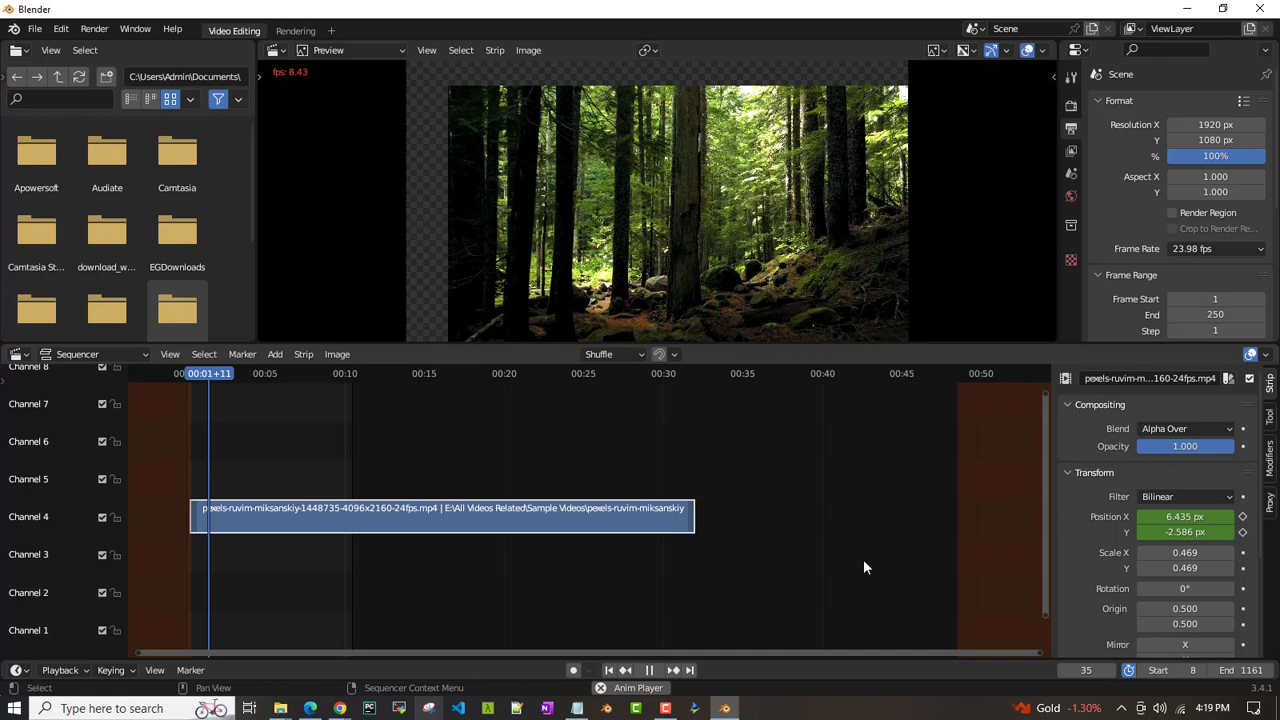 Blender
File Edit Render Window Help Video Editing Rendering Scene ViewLayer
View Select Preview View Select Strip Image
C:\Users\Admin\Documents\ fps: 8.43 Scene
Format
Resolution X 1920 px
Y 1080 px
% 100%
Aspect X 1.000
Y 1.000
Apowersoft Audiate Camtasia
Render Region
Crop to Render Re...
Frame Rate 23.98 fps
Camtasia St... download_w... EGDownloads
Frame Range
Frame Start 1
End 250
Step 1
Sequencer View Select Marker Add Strip Image Shuffle
Channel 8 00:01+11 00:05 00:10 00:15 00:20 00:25 00:30 00:35 00:40 00:45 00:50
pexels-ruvim-m...160-24fps.mp4
Strip
Tool
Modifiers
Proxy
Channel 7
Compositing
Blend Alpha Over
Channel 6
Opacity 1.000
Transform
Channel 5
Filter Bilinear
pexels-ruvim-miksanskiy-1448735-4096x2160-24fps.mp4 | E:\All Videos Related\Sample Videos\pexels-ruvim-miksanskiy
Channel 4
Position X 6.435 px
Y -2.586 px
Channel 3
Scale X 0.469
Y 0.469
Channel 2
Rotation 0°
Origin 0.500
0.500
Channel 1
Mirror X
Playback Keying View Marker 35 Start 8 End 1161
Select Pan View Sequencer Context Menu Anim Player 3.4.1
Type here to search Gold -1.30% 4:19 PM